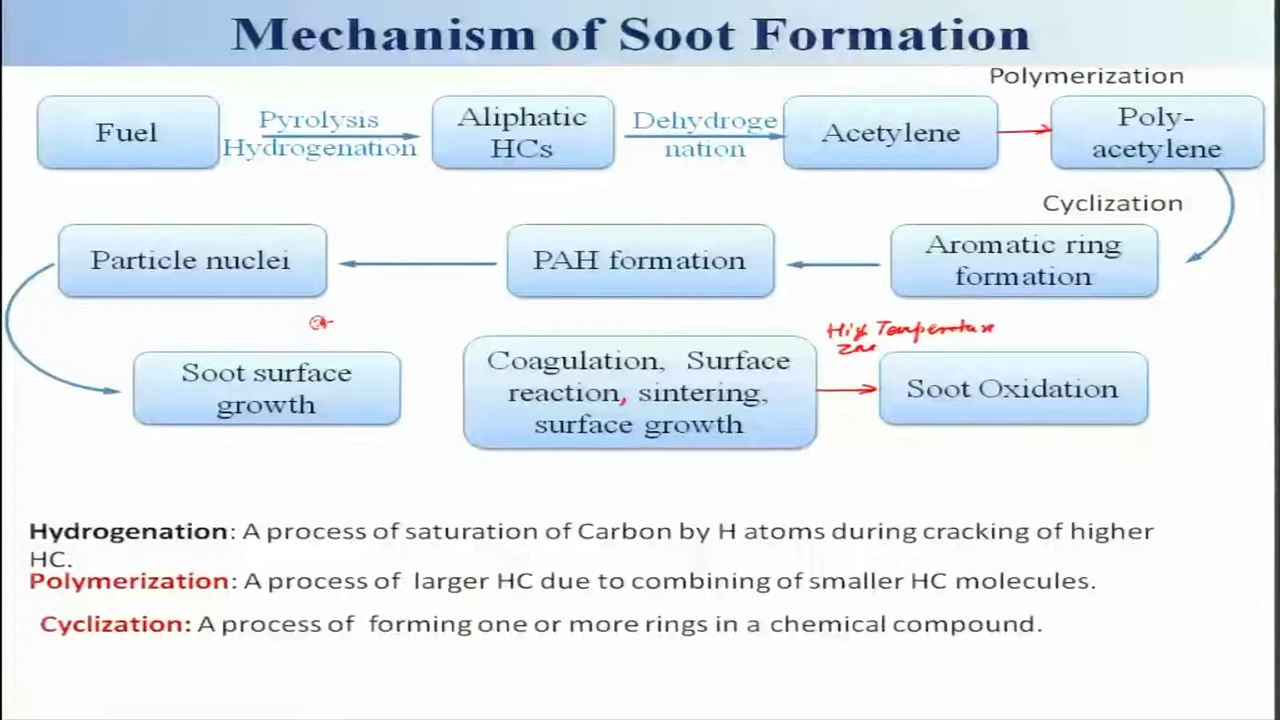 Mechanism of Soot Formation
Polymerization
Fuel
Pyrolysis
Hydrogenation
Aliphatic
HCs
Dehydroge
nation
Acetylene
Poly-
acetylene
Cyclization
Particle nuclei
PAH formation
Aromatic ring
formation
Soot surface
growth
Coagulation, Surface
reaction, sintering,
surface growth
Temperature
Soot Oxidation
Hydrogenation: A process of saturation of Carbon by H atoms during cracking of higher
HC.
Polymerization: A process of larger HC due to combining of smaller HC molecules.
Cyclization: A process of forming one or more rings in a chemical compound.